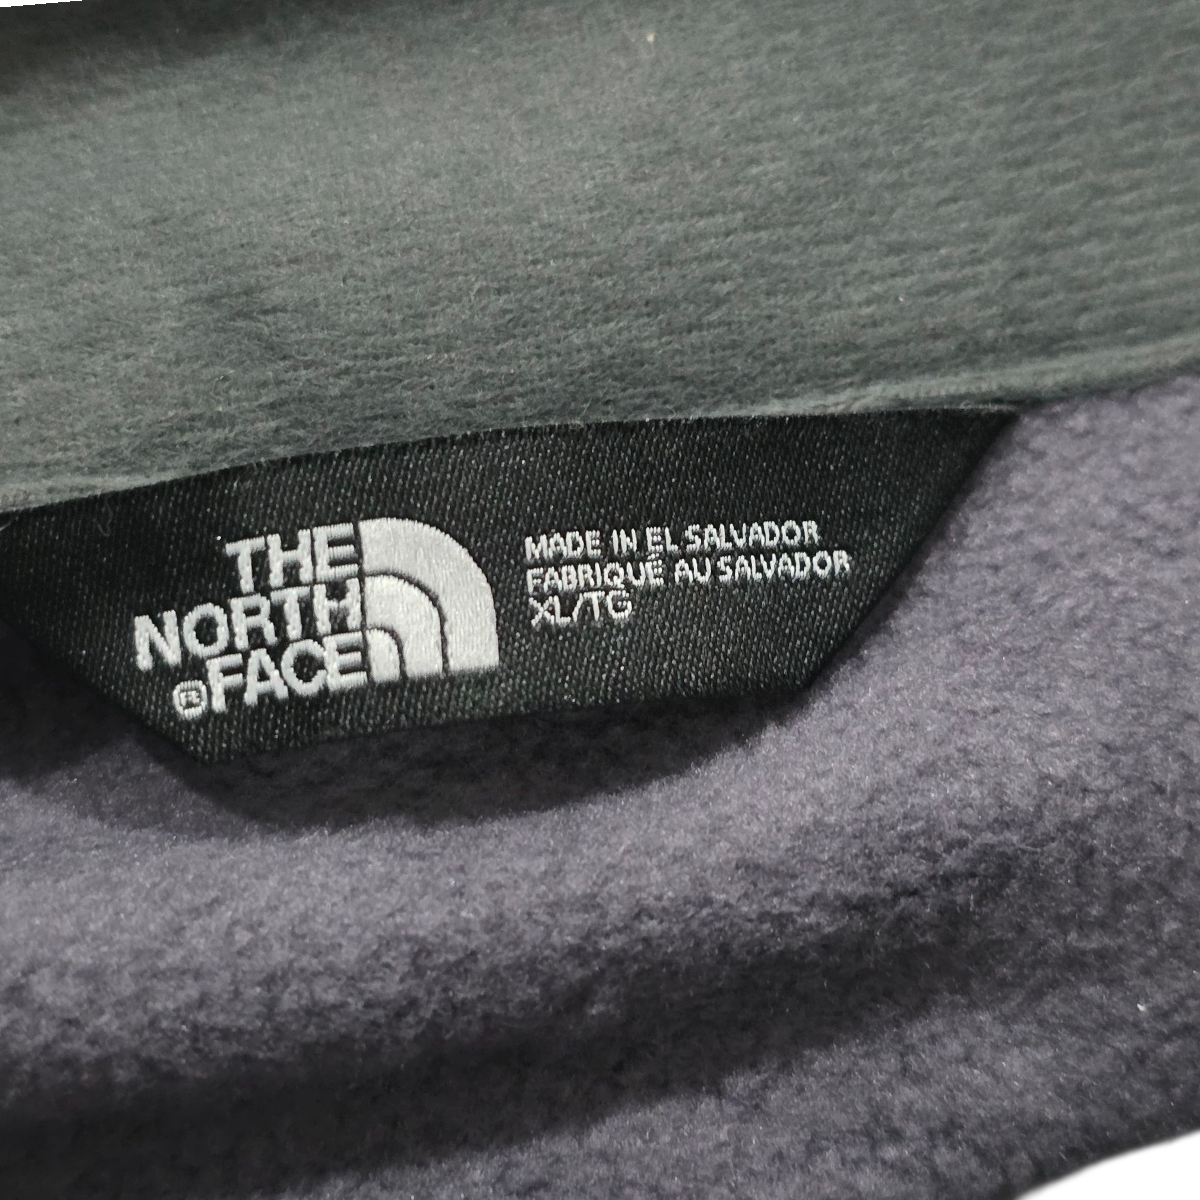 THE
NORTH
®FACE
MADE IN EL SALVADOR
FABRIQUÉ AU SALVADOR
XL/TG